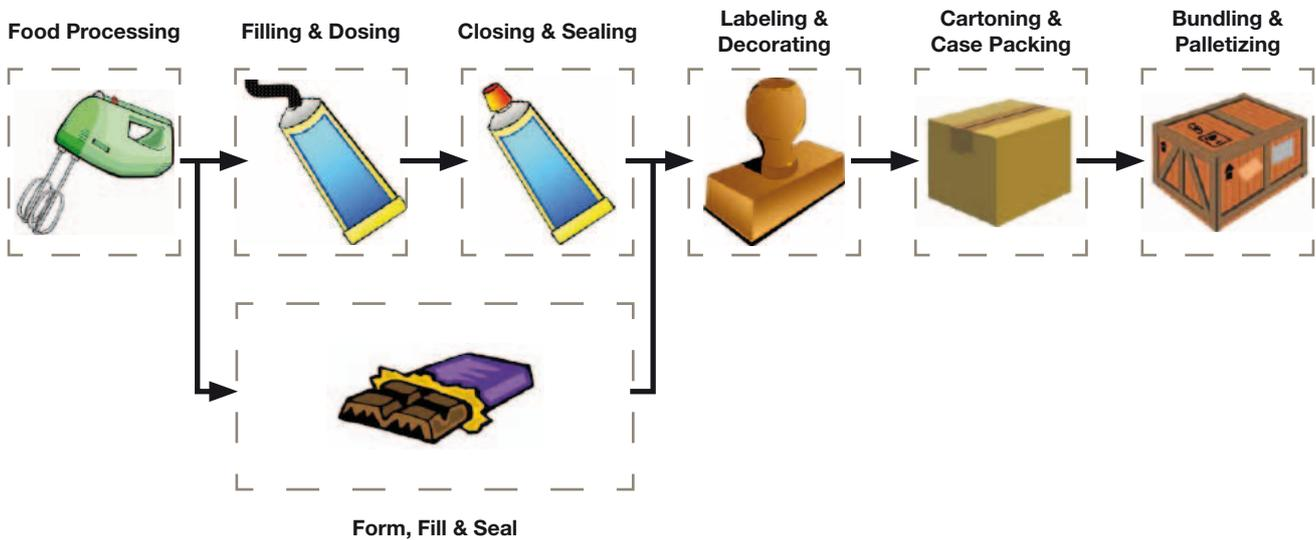 Food Processing
Filling & Dosing
Closing & Sealing
Labeling &
Decorating
Cartoning &
Case Packing
Bundling &
Palletizing
Form, Fill & Seal